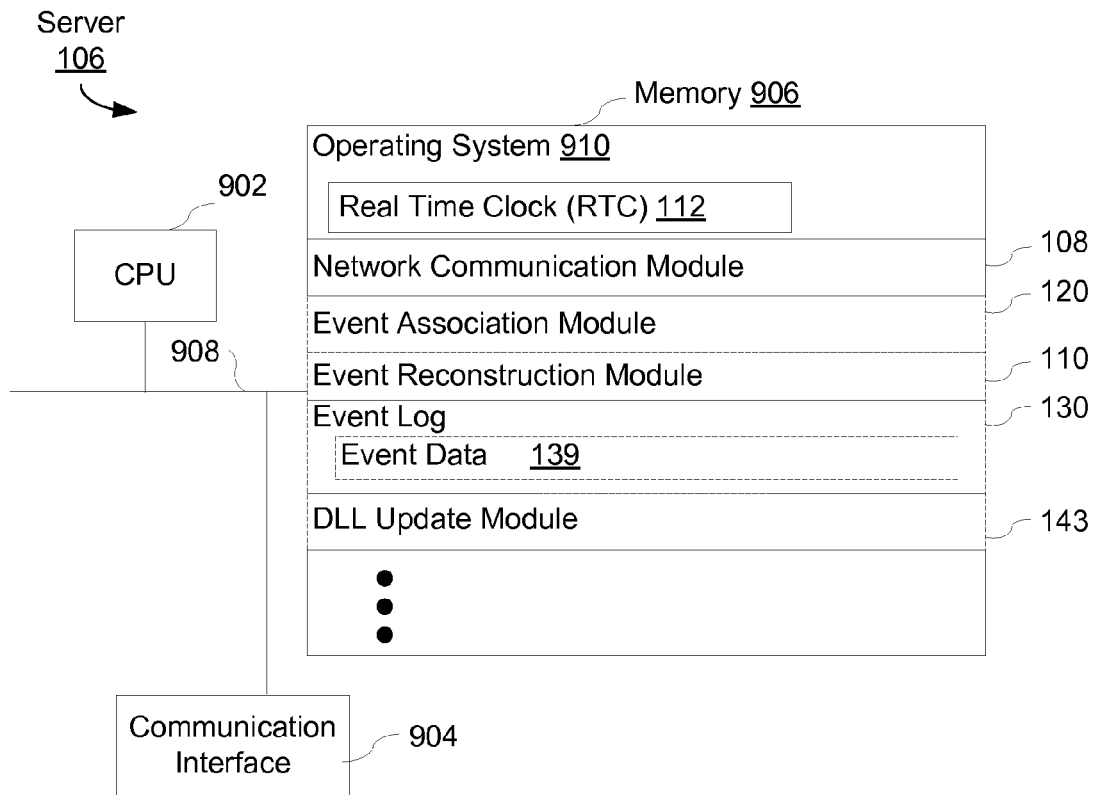 Server
106
Memory 906
Operating System 910
Real Time Clock (RTC) 112
902
CPU
Network Communication Module
108
Event Association Module
120
908
Event Reconstruction Module
110
Event Log
130
Event Data 139
DLL Update Module
143
Communication
Interface
904